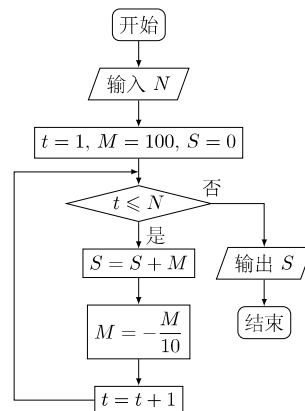 开始
输入 N
t = 1, M = 100, S = 0
t ⩽ N
否
是
S = S + M
输出 S
M = −M/10
结束
t = t + 1